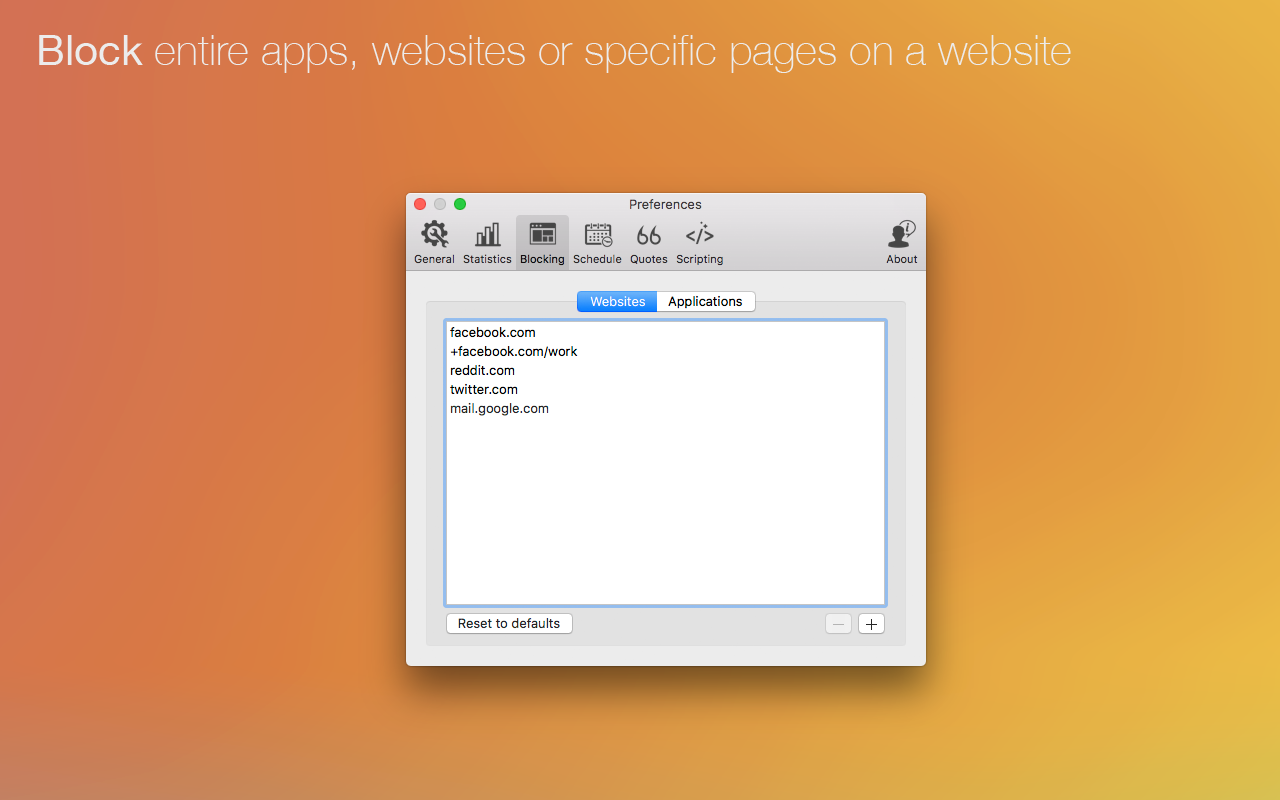 Block entire apps, websites or specific pages on a website
Preferences
General Statistics Blocking Schedule Quotes Scripting About
Websites Applications
facebook.com
+facebook.com/work
reddit.com
twitter.com
mail.google.com
Reset to defaults